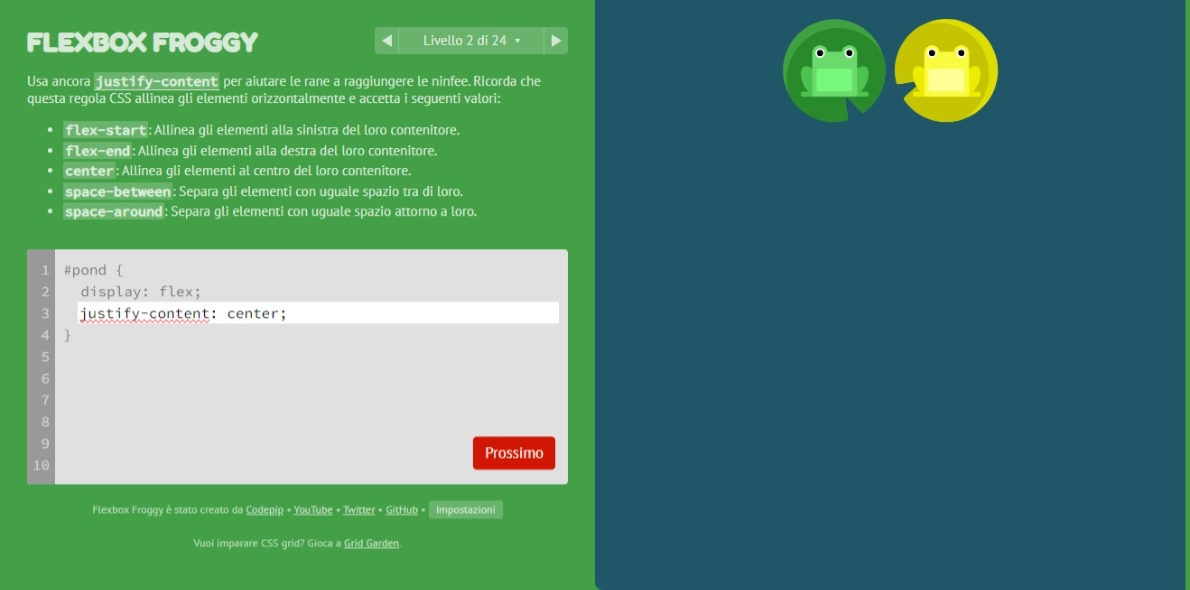 FLEXBOX FROGGY
Livello 2 di 24
Usa ancora justify-content per aiutare le rane a raggiungere le ninfee. Ricorda che
questa regola CSS allinea gli elementi orizzontalmente e accetta i seguenti valori:
• flex-start: Allinea gli elementi alla sinistra del loro contenitore.
• flex-end: Allinea gli elementi alla destra del loro contenitore.
• center: Allinea gli elementi al centro del loro contenitore.
• space-between: Separa gli elementi con uguale spazio tra di loro.
• space-around: Separa gli elementi con uguale spazio attorno a loro.
1 #pond {
2 display: flex;
3 justify-content: center;
4 }
5
6
7
8
9
10
Prossimo
Flexbox Froggy è stato creato da Codepip • YouTube • Twitter • GitHub • Impostazioni
Vuoi imparare CSS grid? Gioca a Grid Garden.